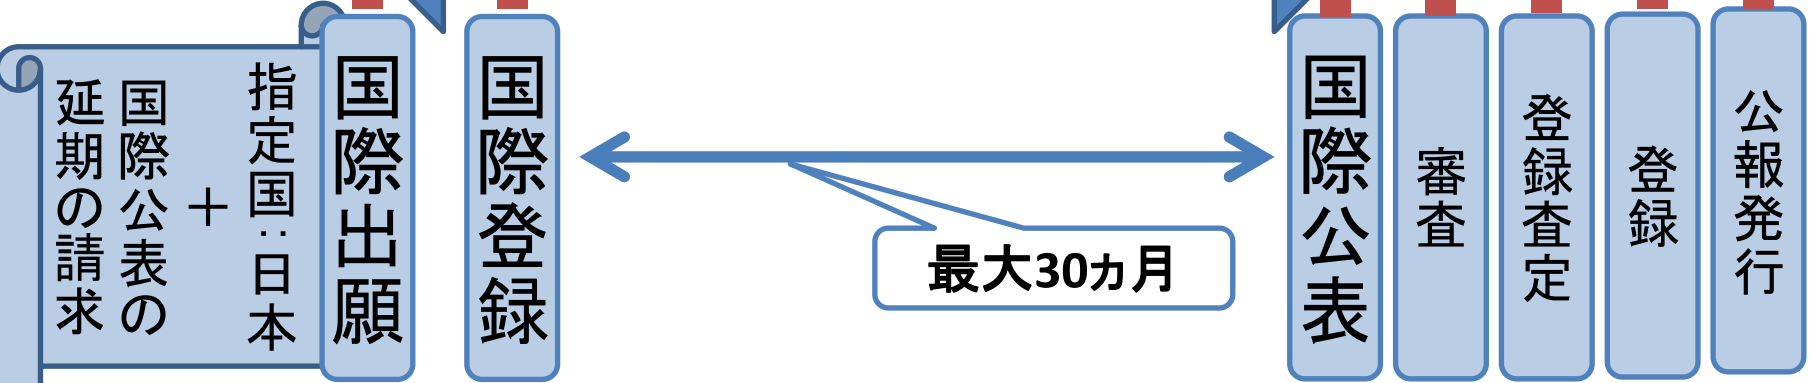 指定国：日本
＋
国際公表の
延期の請求
国際出願
国際登録
最大30ヵ月
国際公表
審査
登録査定
登録
公報発行